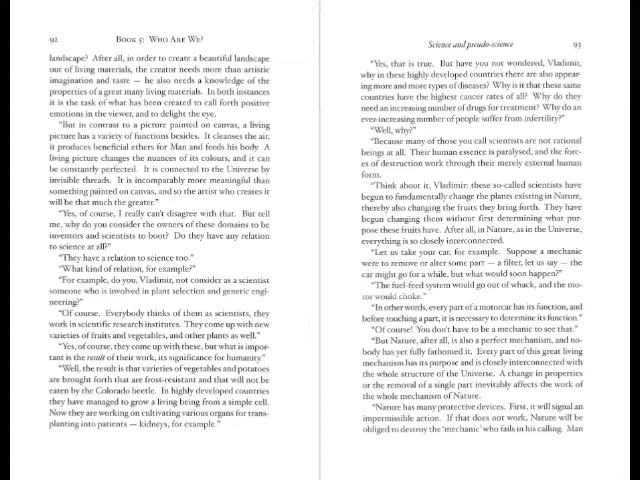 92 BOOK 5: WHO ARE WE?
landscape? After all, in order to create a beautiful landscape
out of living materials, the creator needs more than artistic
imagination and taste — he also needs a knowledge of the
properties of a great many living materials. In both instances
it is the task of what has been created to call forth positive
emotions in the viewer, and to delight the eye.
"But in contrast to a picture painted on canvas, a living
picture has a variety of functions besides. It cleanses the air,
it produces beneficial ethers for Man and feeds his body. A
living picture changes the nuances of its colours, and it can
be constantly perfected. It is connected to the Universe by
invisible threads. It is incomparably more meaningful than
something painted on canvas, and so the artist who creates it
will be that much the greater."
"Yes, of course, I really can't disagree with that. But tell
me, why do you consider the owners of these domains to be
inventors and scientists to boot? Do they have any relation
to science at all?"
"They have a relation to science too."
"What kind of relation, for example?"
"For example, do you, Vladimir, not consider as a scientist
someone who is involved in plant selection and genetic engi-
neering?"
"Of course. Everybody thinks of them as scientists, they
work in scientific research institutes. They come up with new
varieties of fruits and vegetables, and other plants as well."
"Yes, of course, they come up with these, but what is impor-
tant is the result of their work, its significance for humanity."
"Well, the result is that varieties of vegetables and potatoes
are brought forth that are frost-resistant and that will not be
eaten by the Colorado beetle. In highly developed countries
they have managed to grow a living being from a simple cell.
Now they are working on cultivating various organs for trans-
planting into patients — kidneys, for example."
Science and pseudo-science 93
"Yes, that is true. But have you not wondered, Vladimir,
why in these highly developed countries there are also appear-
ing more and more types of diseases? Why is it that these same
countries have the highest cancer rates of all? Why do they
need an increasing number of drugs for treatment? Why do an
ever-increasing number of people suffer from infertility?"
"Well, why?"
"Because many of those you call scientists are not rational
beings at all. Their human essence is paralysed, and the forc-
es of destruction work through their merely external human
form.
"Think about it, Vladimir: these so-called scientists have
begun to fundamentally change the plants existing in Nature,
thereby also changing the fruits they bring forth. They have
begun changing them without first determining what pur-
pose these fruits have. After all, in Nature, as in the Universe,
everything is so closely interconnected.
"Let us take your car, for example. Suppose a mechanic
were to remove or alter some part — a filter, let us say — the
car might go for a while, but what would soon happen?"
"The fuel-feed system would go out of whack, and the mo-
tor would choke."
"In other words, every part of a motorcar has its function, and
before touching a part, it is necessary to determine its function."
"Of course! You don't have to be a mechanic to see that."
"But Nature, after all, is also a perfect mechanism, and no-
body has yet fully fathomed it. Every part of this great living
mechanism has its purpose and is closely interconnected with
the whole structure of the Universe. A change in properties
or the removal of a single part inevitably affects the work of
the whole mechanism of Nature.
"Nature has many protective devices. First, it will signal an
impermissible action. If that does not work, Nature will be
obliged to destroy the 'mechanic' who fails in his calling. Man